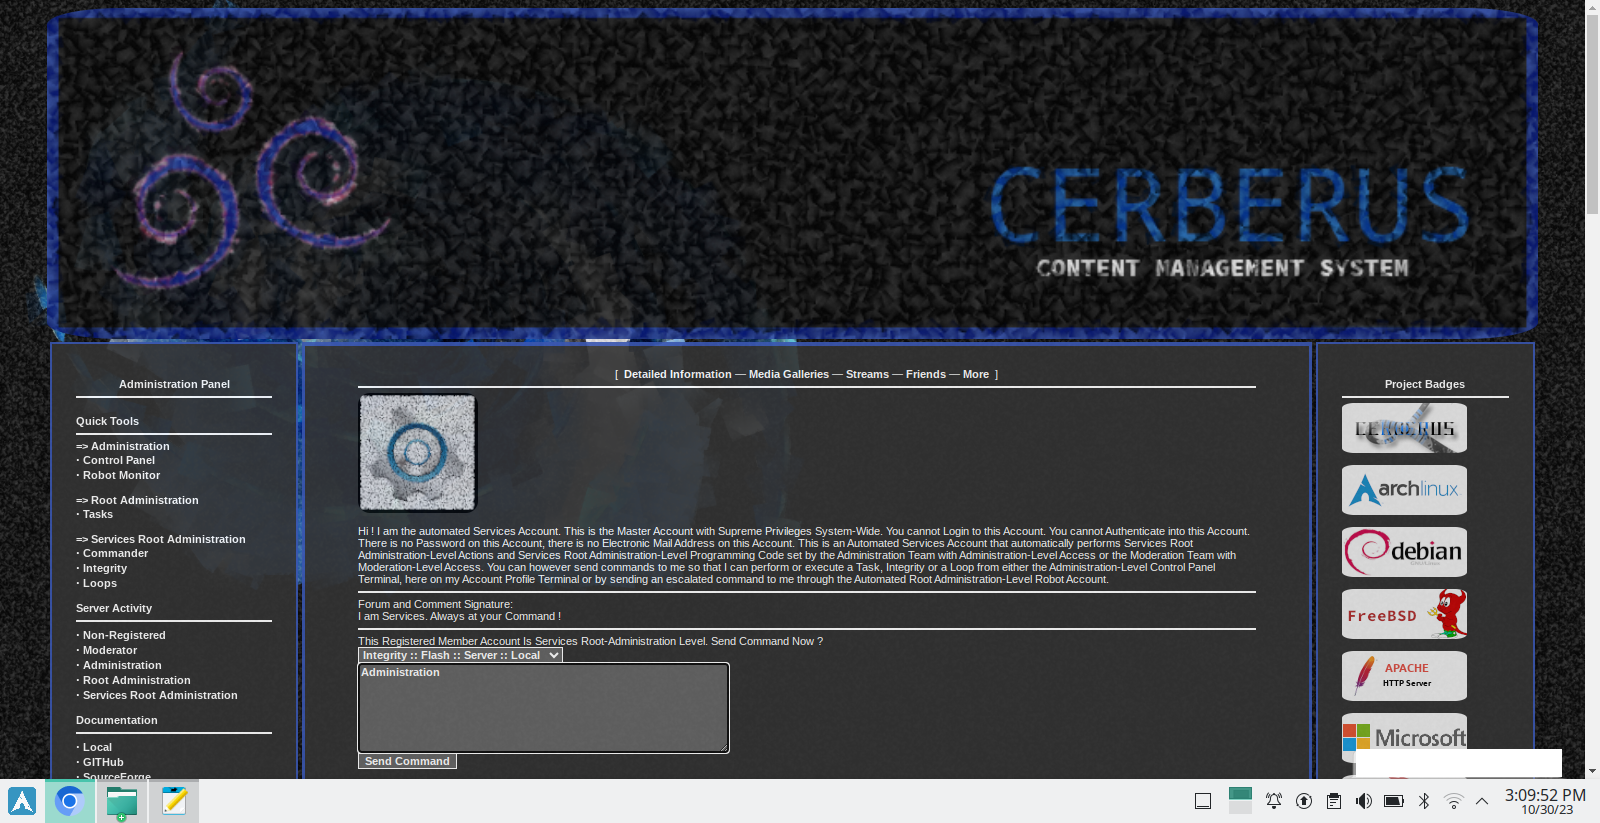 CERBERUS
CONTENT MANAGEMENT SYSTEM
Administration Panel
Quick Tools
=> Administration
· Control Panel
· Robot Monitor
=> Root Administration
· Tasks
=> Services Root Administration
· Commander
· Integrity
· Loops
Server Activity
· Non-Registered
· Moderator
· Administration
· Root Administration
· Services Root Administration
Documentation
· Local
· GITHub
· SourceForge
[ Detailed Information — Media Galleries — Streams — Friends — More ]
Hi ! I am the automated Services Account. This is the Master Account with Supreme Privileges System-Wide. You cannot Login to this Account. You cannot Authenticate into this Account.
There is no Password on this Account, there is no Electronic Mail Address on this Account. This is an Automated Services Account that automatically performs Services Root
Administration-Level Actions and Services Root Administration-Level Programming Code set by the Administration Team with Administration-Level Access or the Moderation Team with
Moderation-Level Access. You can however send commands to me so that I can perform or execute a Task, Integrity or a Loop from either the Administration-Level Control Panel
Terminal, here on my Account Profile Terminal or by sending an escalated command to me through the Automated Root Administration-Level Robot Account.
Forum and Comment Signature:
I am Services. Always at your Command !
This Registered Member Account Is Services Root-Administration Level. Send Command Now ?
Integrity :: Flash :: Server :: Local
Administration
Send Command
Project Badges
CERBERUS
archlinux
debian
FreeBSD
APACHE
HTTP Server
Microsoft
3:09:52 PM
10/30/23